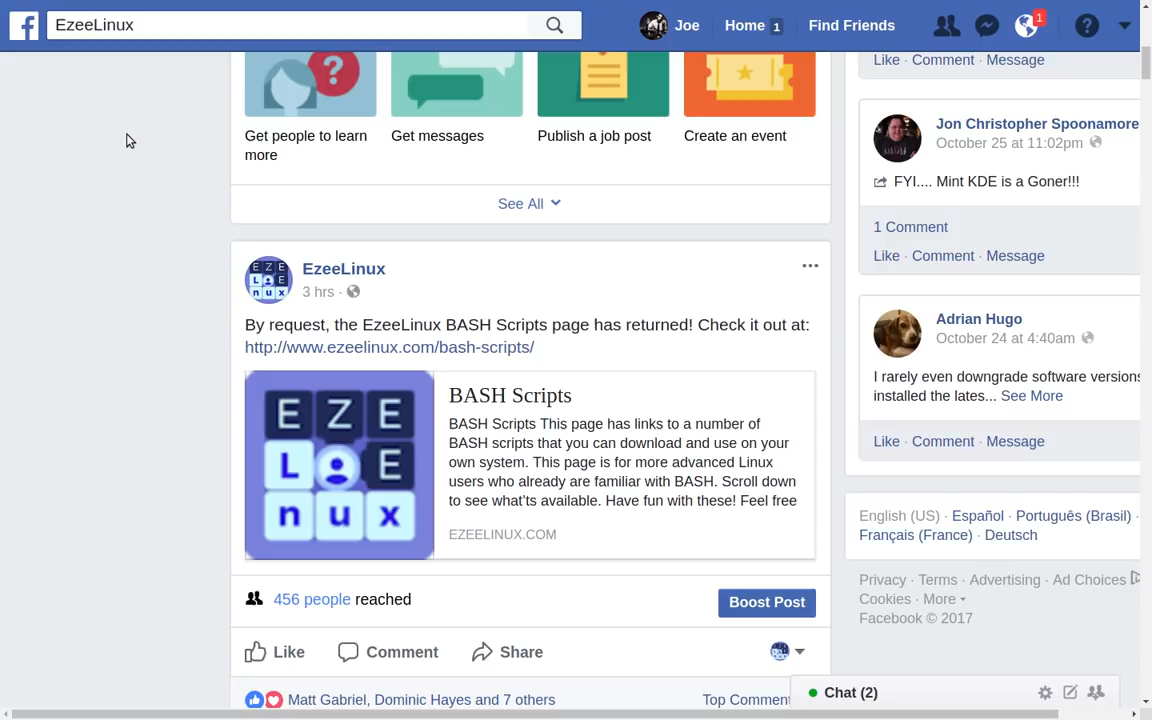 EzeeLinux
Joe
Home 1
Find Friends
1
Get people to learn
more
Get messages
Publish a job post
Create an event
See All
EzeeLinux
3 hrs ·
By request, the EzeeLinux BASH Scripts page has returned! Check it out at:
http://www.ezeelinux.com/bash-scripts/
EZE
L E
nux
BASH Scripts
BASH Scripts This page has links to a number of
BASH scripts that you can download and use on your
own system. This page is for more advanced Linux
users who already are familiar with BASH. Scroll down
to see what'ts available. Have fun with these! Feel free
EZEELINUX.COM
456 people reached
Boost Post
Like
Comment
Share
Matt Gabriel, Dominic Hayes and 7 others
Top Comment
Like · Comment · Message
Jon Christopher Spoonamore
October 25 at 11:02pm
FYI.... Mint KDE is a Goner!!!
1 Comment
Like · Comment · Message
Adrian Hugo
October 24 at 4:40am
I rarely even downgrade software versions
installed the lates... See More
Like · Comment · Message
English (US) · Español · Português (Brasil) ·
Français (France) · Deutsch
Privacy · Terms · Advertising · Ad Choices
Cookies · More
Facebook © 2017
Chat (2)